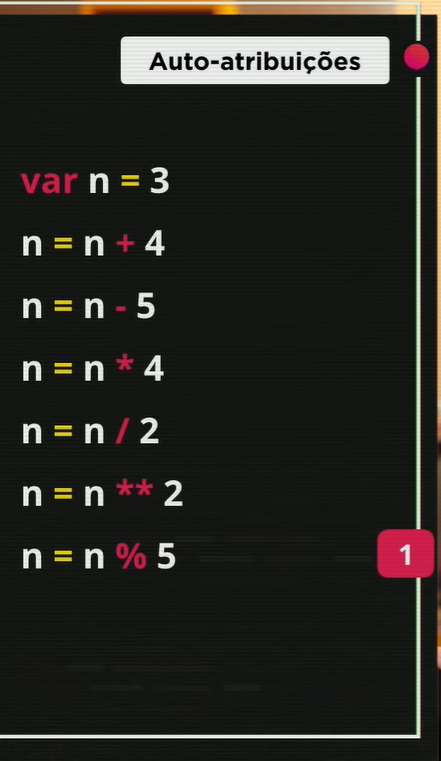 Auto-atribuições
var n = 3
n = n + 4
n = n - 5
n = n * 4
n = n / 2
n = n ** 2
n = n % 5
1